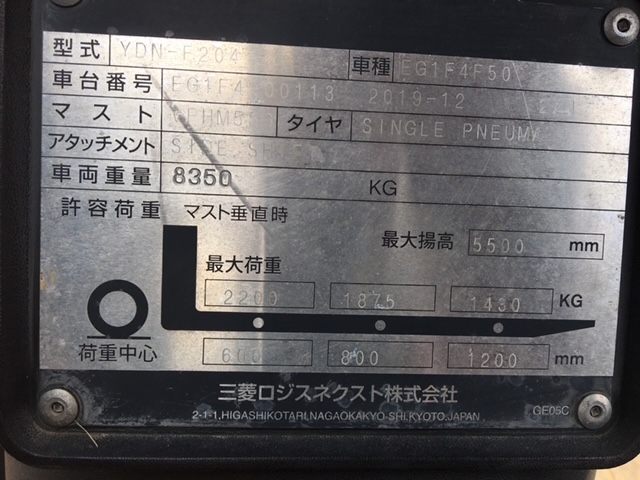 型式 YDN-F204 車種 EG1F4F50
車台番号 EG1F4 00113 2019-12
マスト タイヤ SINGLE PNEUM
アタッチメント
車両重量 8350 KG
許容荷重 マスト垂直時
最大揚高 5500 mm
最大荷重
2200 1875 1430 KG
荷重中心 600 800 1200 mm
三菱ロジスネクスト株式会社
2-1-1,HIGASHIKOTARI,NAGAOKAKYO-SHI,KYOTO,JAPAN GE05C